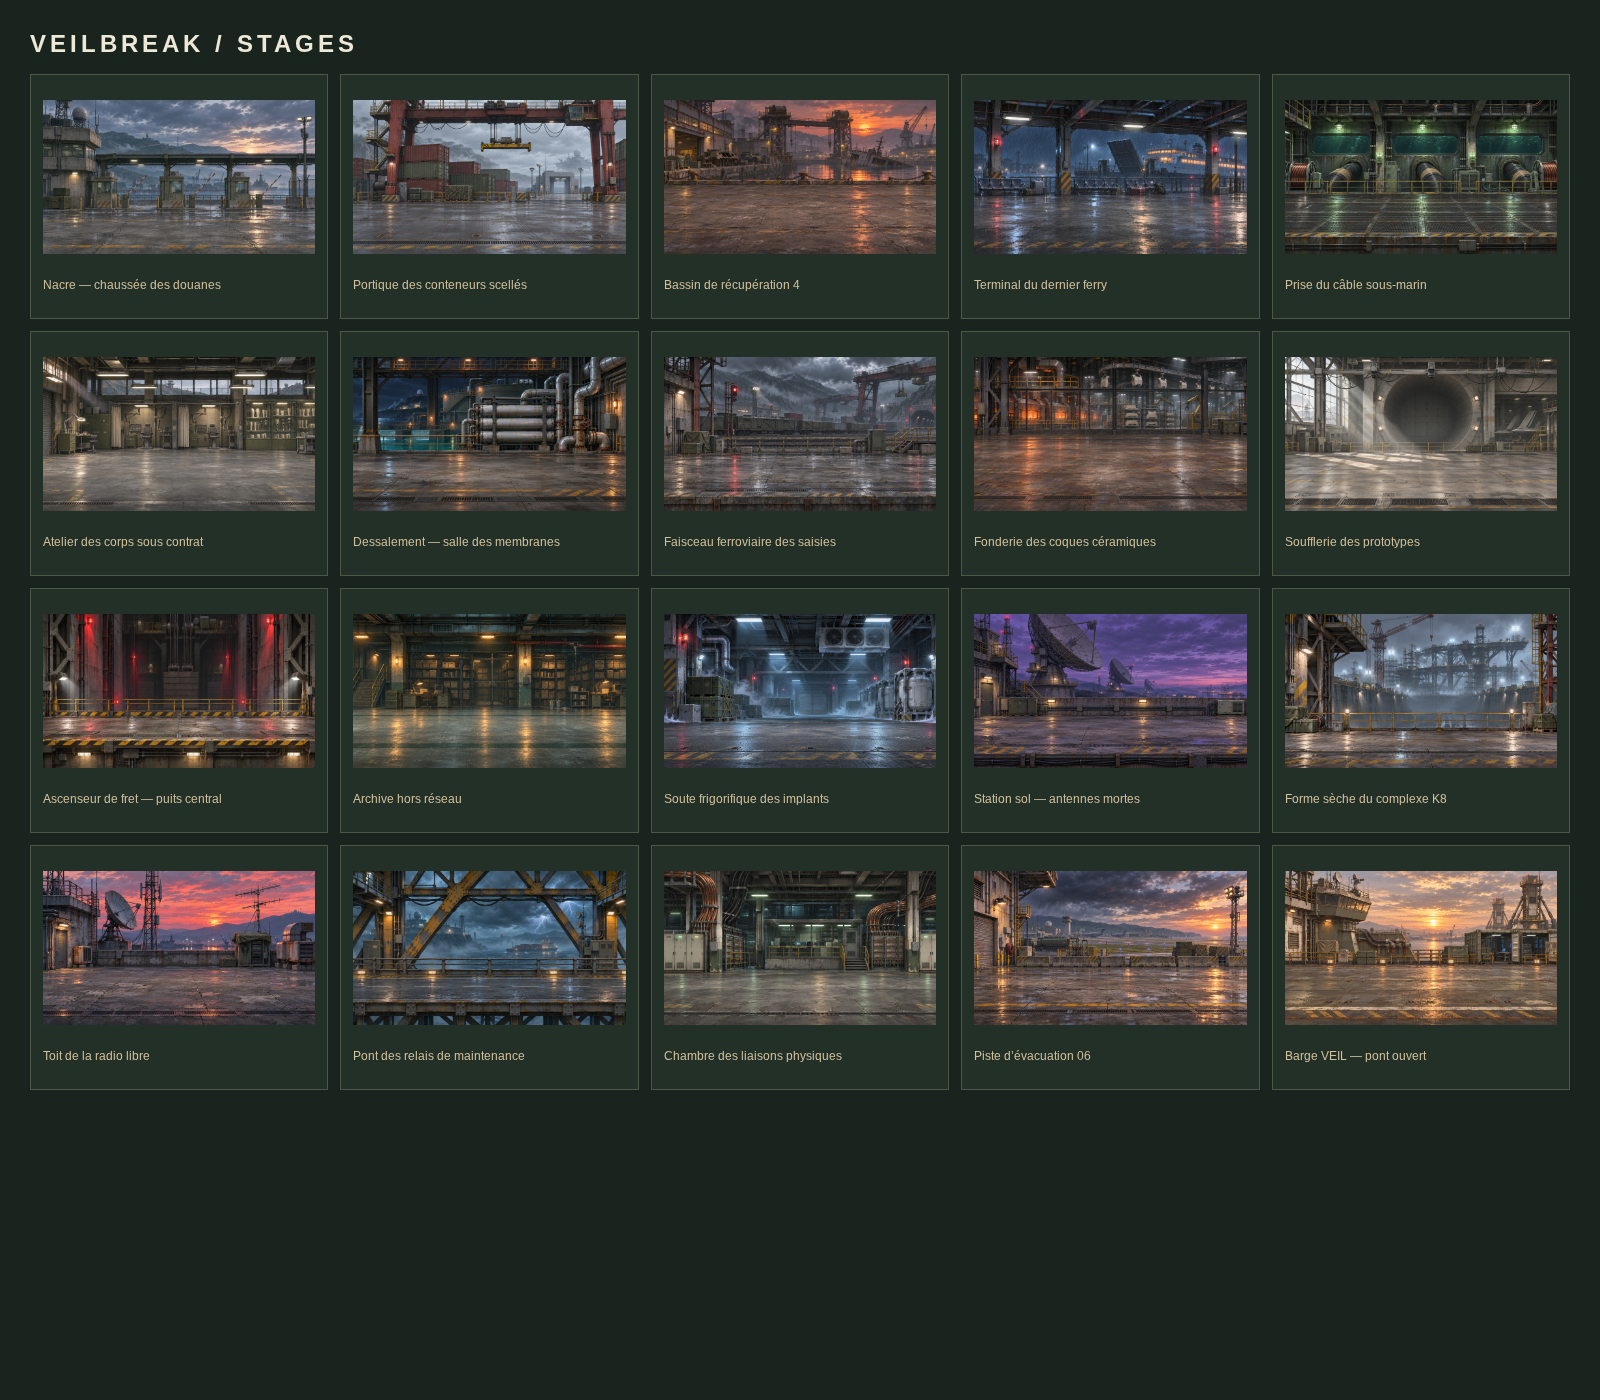 VEILBREAK / STAGES
Nacre — chaussée des douanes
Portique des conteneurs scellés
Bassin de récupération 4
Terminal du dernier ferry
Prise du câble sous-marin
Atelier des corps sous contrat
Dessalement — salle des membranes
Faisceau ferroviaire des saisies
Fonderie des coques céramiques
Soufflerie des prototypes
Ascenseur de fret — puits central
Archive hors réseau
Soute frigorifique des implants
Station sol — antennes mortes
Forme sèche du complexe K8
Toit de la radio libre
Pont des relais de maintenance
Chambre des liaisons physiques
Piste d’évacuation 06
Barge VEIL — pont ouvert